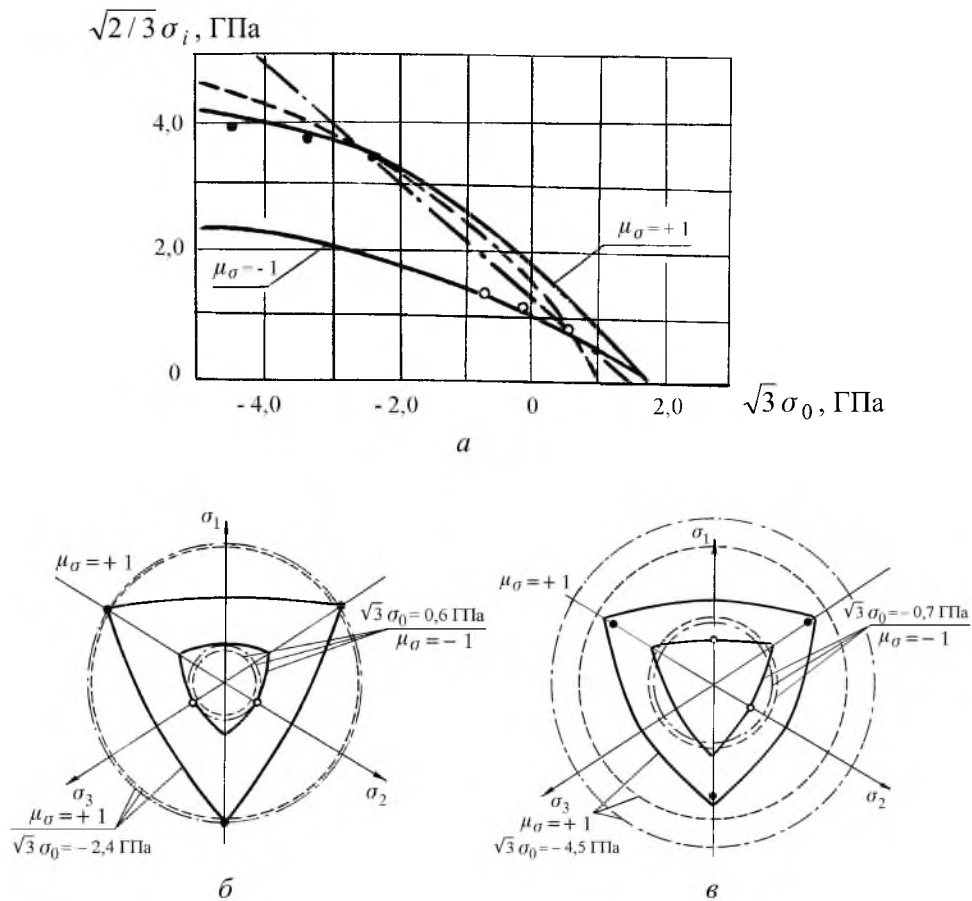 √2/3 σ_i, ГПа
4,0
μ_σ = + 1
2,0
μ_σ = - 1
0
- 4,0
- 2,0
0
2,0
√3 σ_0, ГПа
а
σ_1
μ_σ = + 1
√3 σ_0 = 0,6 ГПа
μ_σ = - 1
σ_3
σ_2
μ_σ = + 1
√3 σ_0 = - 2,4 ГПа
б
σ_1
μ_σ = + 1
√3 σ_0 = - 0,7 ГПа
μ_σ = - 1
σ_3
σ_2
μ_σ = + 1
√3 σ_0 = - 4,5 ГПа
в